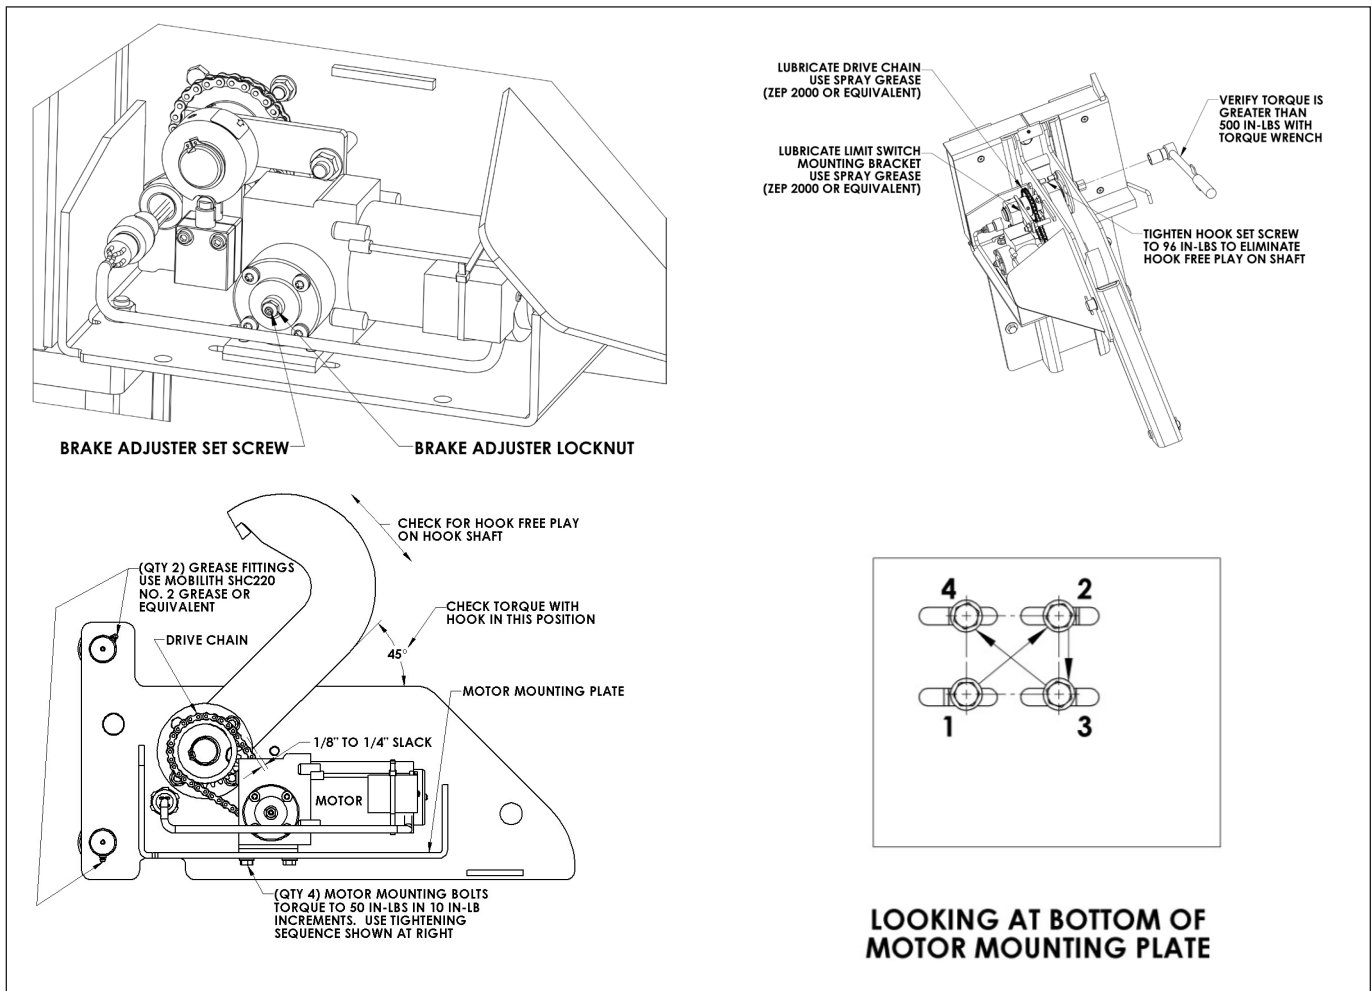 LUBRICATE DRIVE CHAIN
USE SPRAY GREASE
(ZEP 2000 OR EQUIVALENT)
VERIFY TORQUE IS
GREATER THAN
500 IN-LBS WITH
TORQUE WRENCH
LUBRICATE LIMIT SWITCH
MOUNTING BRACKET
USE SPRAY GREASE
(ZEP 2000 OR EQUIVALENT)
TIGHTEN HOOK SET SCREW
TO 96 IN-LBS TO ELIMINATE
HOOK FREE PLAY ON SHAFT
BRAKE ADJUSTER SET SCREW
BRAKE ADJUSTER LOCKNUT
CHECK FOR HOOK FREE PLAY
ON HOOK SHAFT
(QTY 2) GREASE FITTINGS
USE MOBILITH SHC220
NO. 2 GREASE OR
EQUIVALENT
CHECK TORQUE WITH
HOOK IN THIS POSITION
DRIVE CHAIN
45°
MOTOR MOUNTING PLATE
1/8" TO 1/4" SLACK
MOTOR
(QTY 4) MOTOR MOUNTING BOLTS
TORQUE TO 50 IN-LBS IN 10 IN-LB
INCREMENTS. USE TIGHTENING
SEQUENCE SHOWN AT RIGHT
4 2
1 3
LOOKING AT BOTTOM OF
MOTOR MOUNTING PLATE